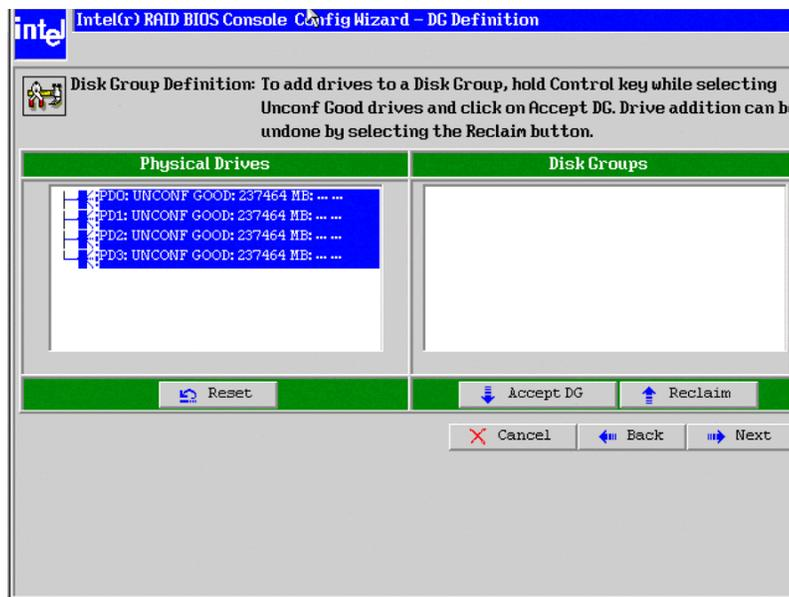 intel
Intel(r) RAID BIOS Console Config Wizard – DG Definition
Disk Group Definition: To add drives to a Disk Group, hold Control key while selecting
Unconf Good drives and click on Accept DG. Drive addition can b
undone by selecting the Reclaim button.
Physical Drives
Disk Groups
PD0: UNCONF GOOD: 237464 MB: ... ...
PD1: UNCONF GOOD: 237464 MB: ... ...
PD2: UNCONF GOOD: 237464 MB: ... ...
PD3: UNCONF GOOD: 237464 MB: ... ...
Reset
Accept DG
Reclaim
Cancel
Back
Next